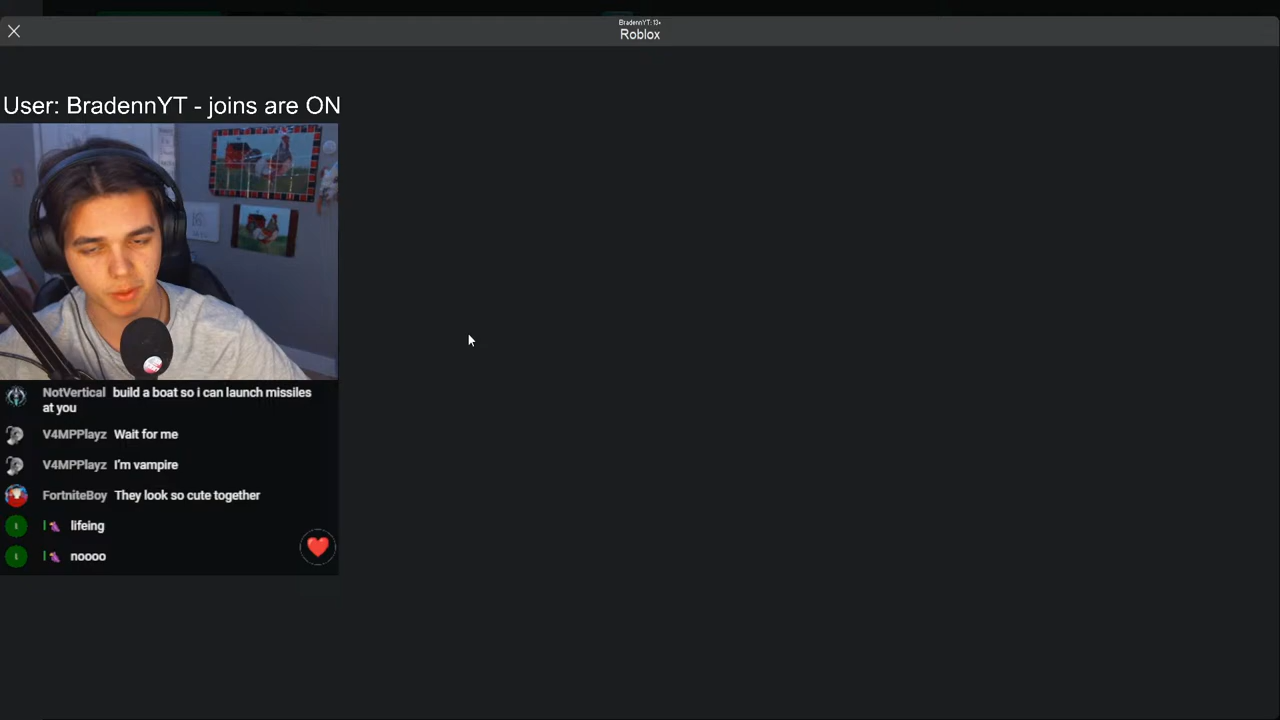 BradennYT: 13+
Roblox
User: BradennYT - joins are ON
NotVertical build a boat so i can launch missiles
at you
V4MPPlayz Wait for me
V4MPPlayz I'm vampire
FortniteBoy They look so cute together
l🍠 lifeing
l🍠 noooo